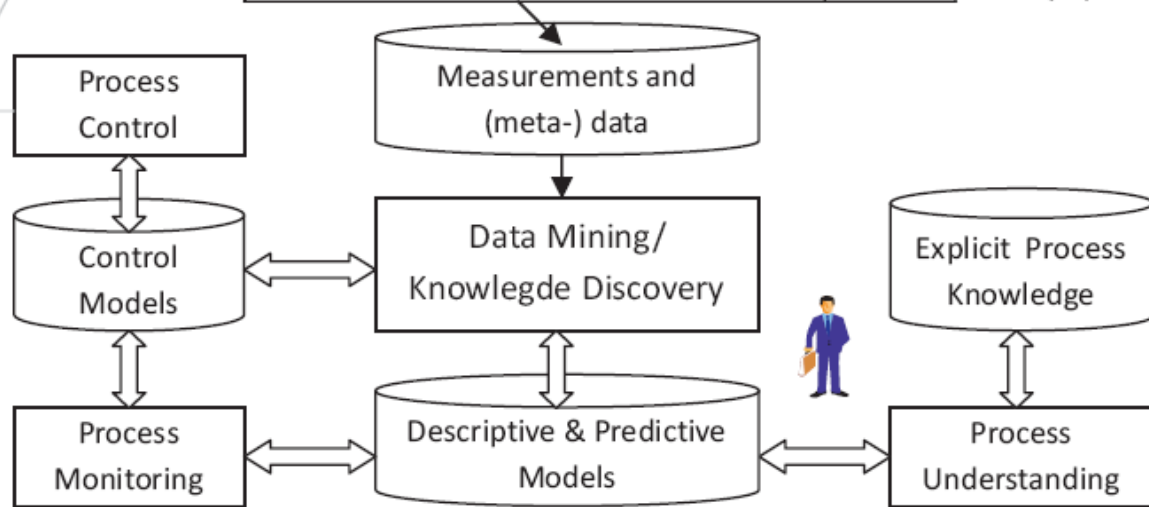 Process
Control
Measurements and
(meta-) data
Control
Models
Data Mining/
Knowlegde Discovery
Explicit Process
Knowledge
Process
Monitoring
Descriptive & Predictive
Models
Process
Understanding